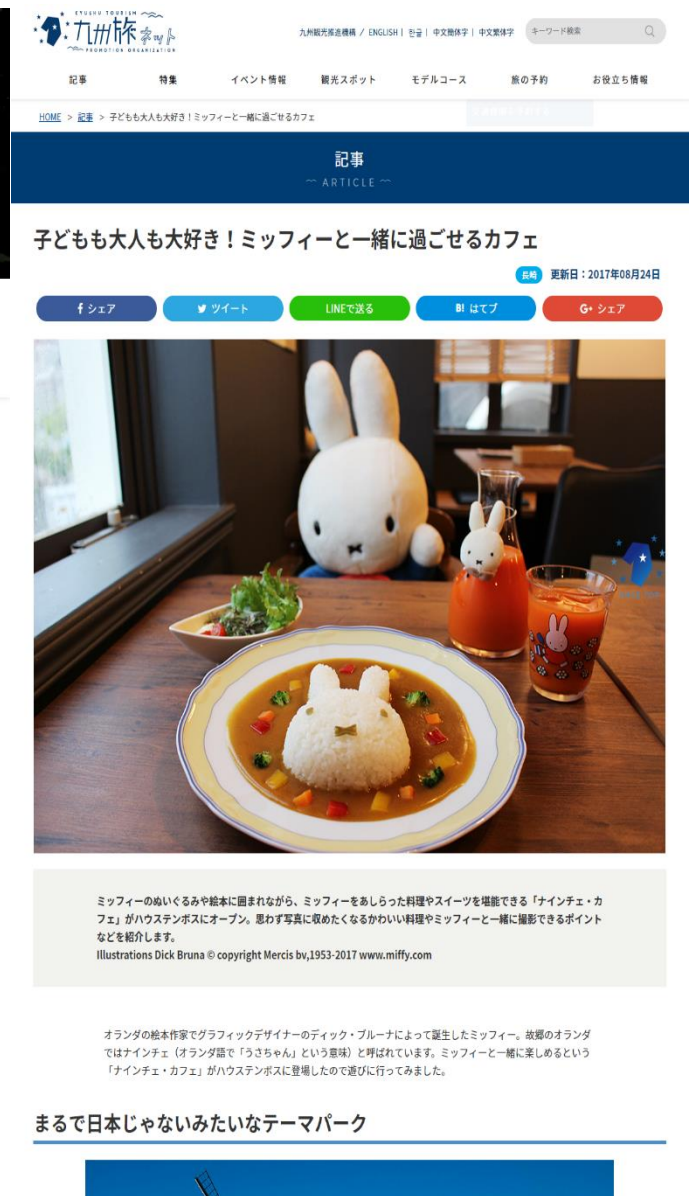 KYUSHU TOURISM
九州旅ネット
PROMOTION ORGANIZATION
九州観光推進機構 / ENGLISH | 한글 | 中文簡体字 | 中文繁体字
キーワード検索
記事 特集 イベント情報 観光スポット モデルコース 旅の予約 お役立ち情報
HOME > 記事 > 子どもも大人も大好き！ミッフィーと一緒に過ごせるカフェ
記事
ARTICLE
子どもも大人も大好き！ミッフィーと一緒に過ごせるカフェ
長崎 更新日：2017年08月24日
f シェア ツイート LINEで送る B! はてブ G+ シェア
ミッフィーのぬいぐるみや絵本に囲まれながら、ミッフィーをあしらった料理やスイーツを堪能できる「ナインチェ・カ
フェ」がハウステンボスにオープン。思わず写真に収めたくなるかわいい料理やミッフィーと一緒に撮影できるポイント
などを紹介します。
Illustrations Dick Bruna © copyright Mercis bv,1953-2017 www.miffy.com
オランダの絵本作家でグラフィックデザイナーのディック・ブルーナによって誕生したミッフィー。故郷のオランダ
ではナインチェ（オランダ語で「うさちゃん」という意味）と呼ばれています。ミッフィーと一緒に楽しめるという
「ナインチェ・カフェ」がハウステンボスに登場したので遊びに行ってみました。
まるで日本じゃないみたいなテーマパーク